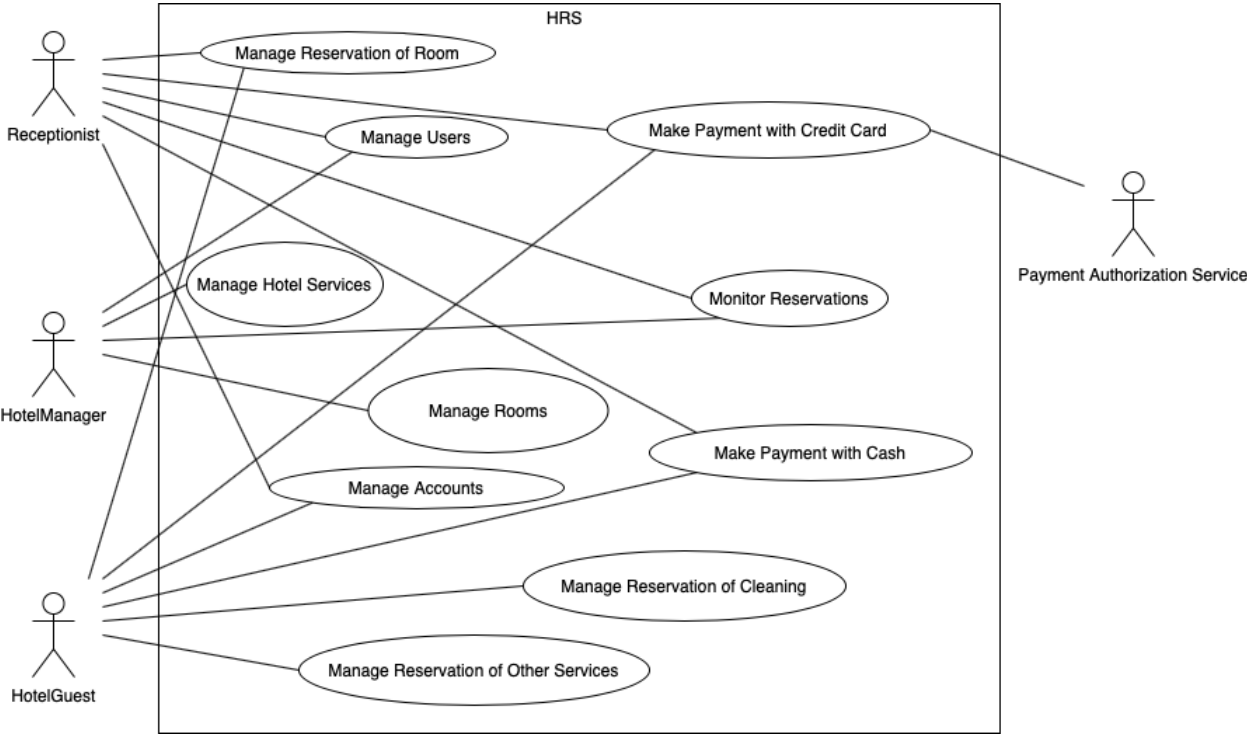 HRS
Manage Reservation of Room
Receptionist
Manage Users
Make Payment with Credit Card
Payment Authorization Service
Manage Hotel Services
Monitor Reservations
HotelManager
Manage Rooms
Make Payment with Cash
Manage Accounts
Manage Reservation of Cleaning
Manage Reservation of Other Services
HotelGuest